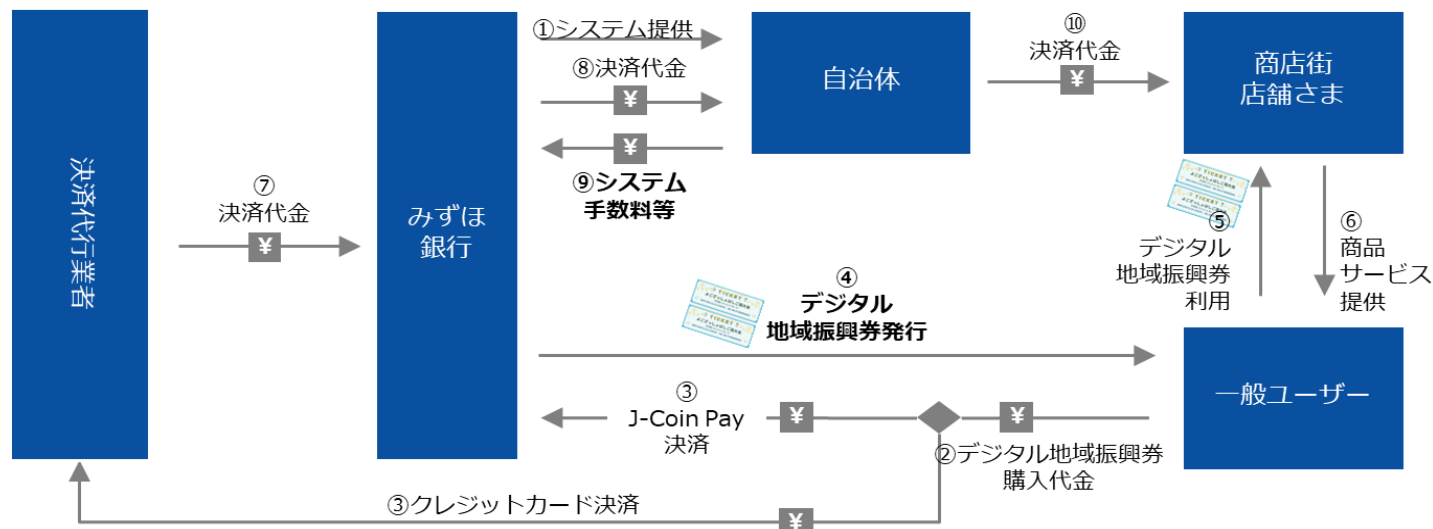 ①システム提供
⑧決済代金
¥
¥
⑨システム
手数料等
自治体
⑩
決済代金
¥
商店街
店舗さま
決済代行業者
⑦
決済代金
¥
みずほ
銀行
TICKET
TICKET
⑤
デジタル
地域振興券
利用
⑥
商品
サービス
提供
④
デジタル
地域振興券発行
TICKET
TICKET
一般ユーザー
③
J-Coin Pay
決済
¥
¥
②デジタル地域振興券
購入代金
③クレジットカード決済
¥